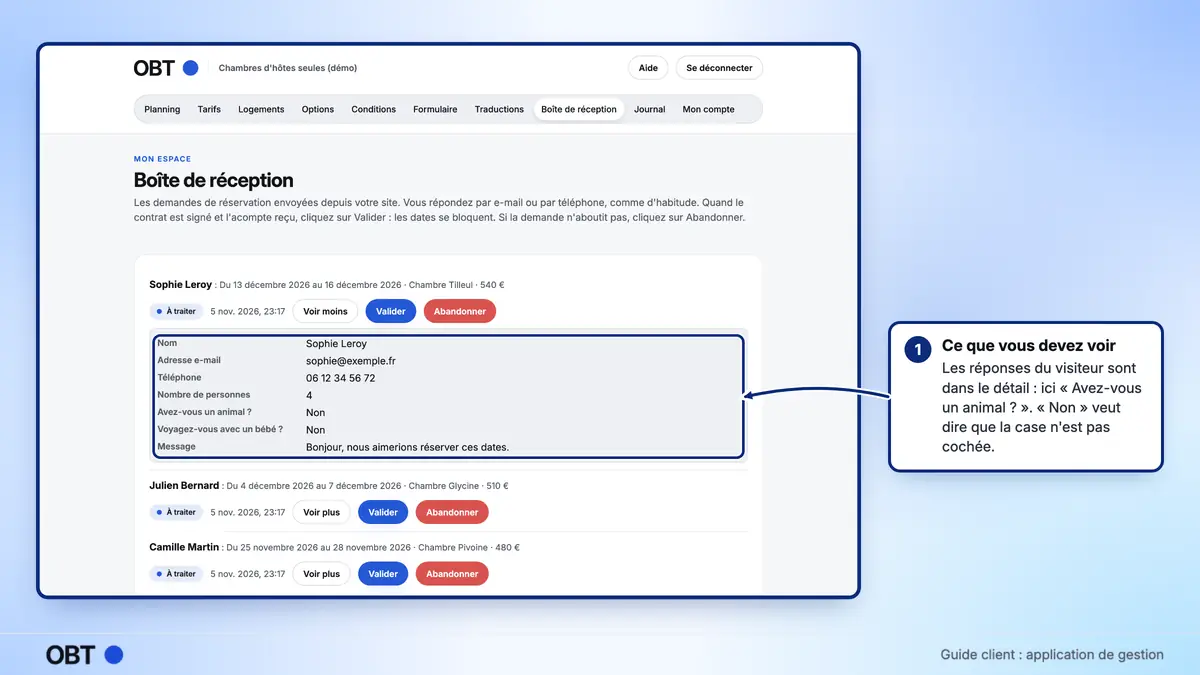 OBT
Chambres d'hôtes seules (démo)
Aide
Se déconnecter
Planning Tarifs Logements Options Conditions Formulaire Traductions Boîte de réception Journal Mon compte
MON ESPACE
Boîte de réception
Les demandes de réservation envoyées depuis votre site. Vous répondez par e-mail ou par téléphone, comme d'habitude. Quand le
contrat est signé et l'acompte reçu, cliquez sur Valider : les dates se bloquent. Si la demande n'aboutit pas, cliquez sur Abandonner.
Sophie Leroy : Du 13 décembre 2026 au 16 décembre 2026 · Chambre Tilleul · 540 €
À traiter 5 nov. 2026, 23:17 Voir moins Valider Abandonner
Nom Sophie Leroy
Adresse e-mail sophie@exemple.fr
Téléphone 06 12 34 56 72
Nombre de personnes 4
Avez-vous un animal ? Non
Voyagez-vous avec un bébé ? Non
Message Bonjour, nous aimerions réserver ces dates.
Julien Bernard : Du 4 décembre 2026 au 7 décembre 2026 · Chambre Glycine · 510 €
À traiter 5 nov. 2026, 23:17 Voir plus Valider Abandonner
Camille Martin : Du 25 novembre 2026 au 28 novembre 2026 · Chambre Pivoine · 480 €
À traiter 5 nov. 2026, 23:17 Voir plus Valider Abandonner
1 Ce que vous devez voir
Les réponses du visiteur sont
dans le détail : ici « Avez-vous
un animal ? ». « Non » veut
dire que la case n'est pas
cochée.
OBT
Guide client : application de gestion